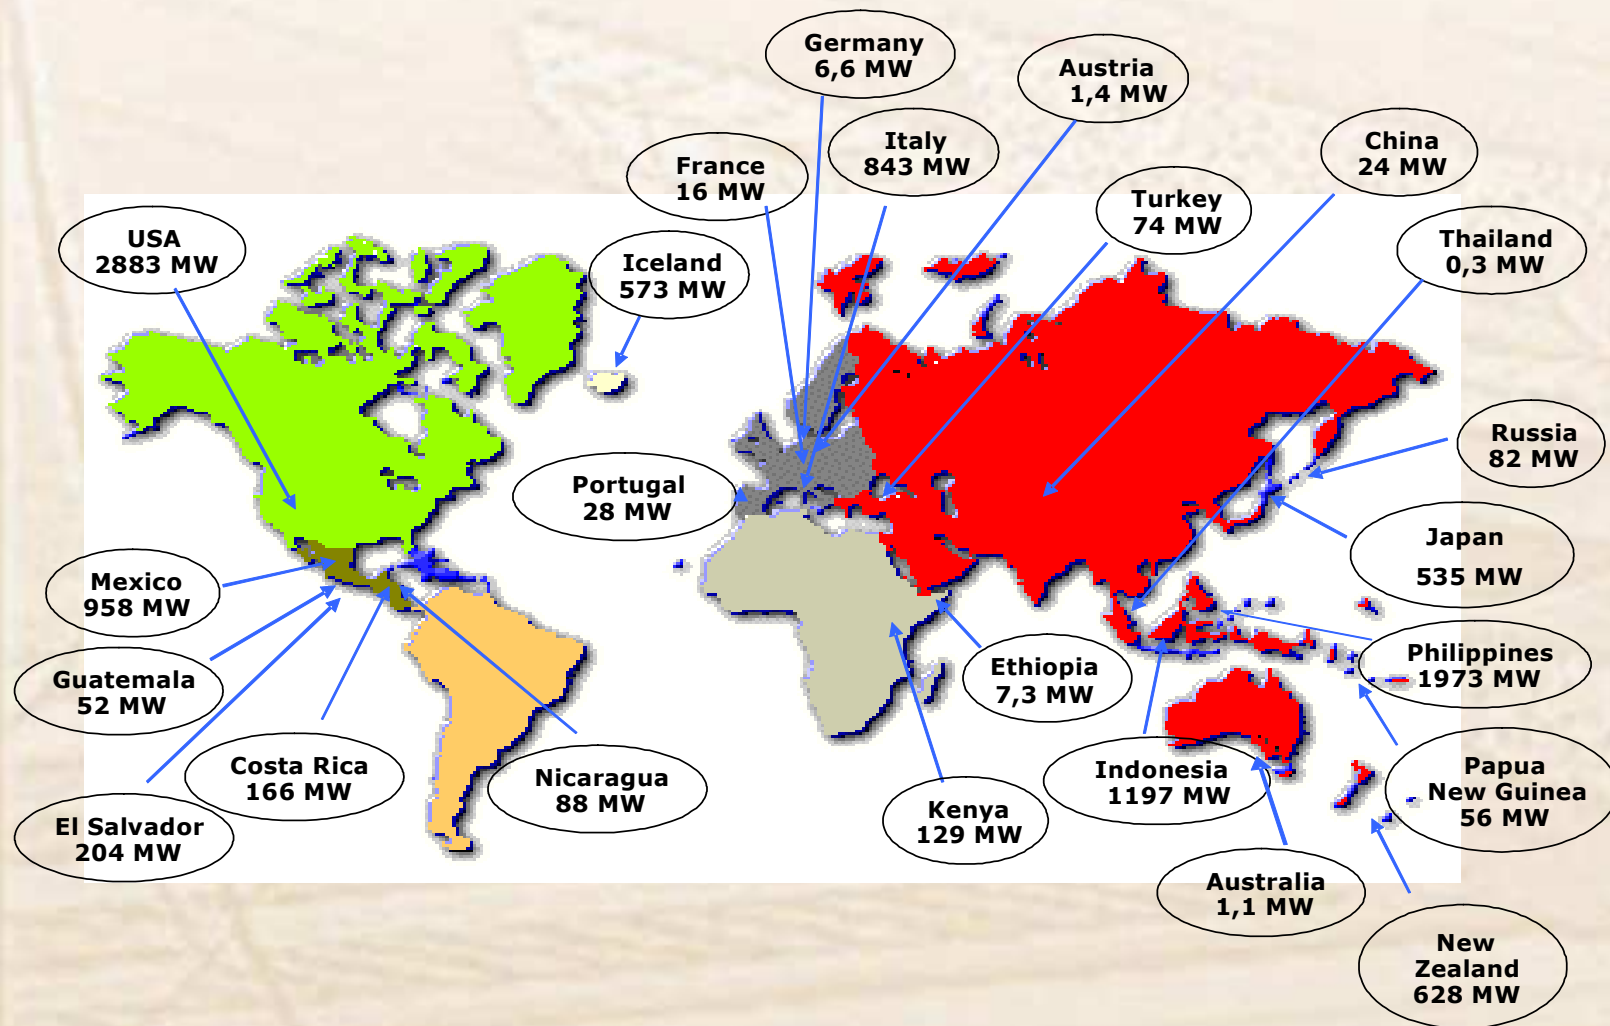 Germany
6,6 MW
Austria
1,4 MW
Italy
843 MW
China
24 MW
France
16 MW
Turkey
74 MW
USA
2883 MW
Iceland
573 MW
Thailand
0,3 MW
Russia
82 MW
Portugal
28 MW
Japan
535 MW
Mexico
958 MW
Philippines
1973 MW
Ethiopia
7,3 MW
Guatemala
52 MW
Costa Rica
166 MW
Nicaragua
88 MW
Indonesia
1197 MW
Papua
New Guinea
56 MW
Kenya
129 MW
El Salvador
204 MW
Australia
1,1 MW
New
Zealand
628 MW